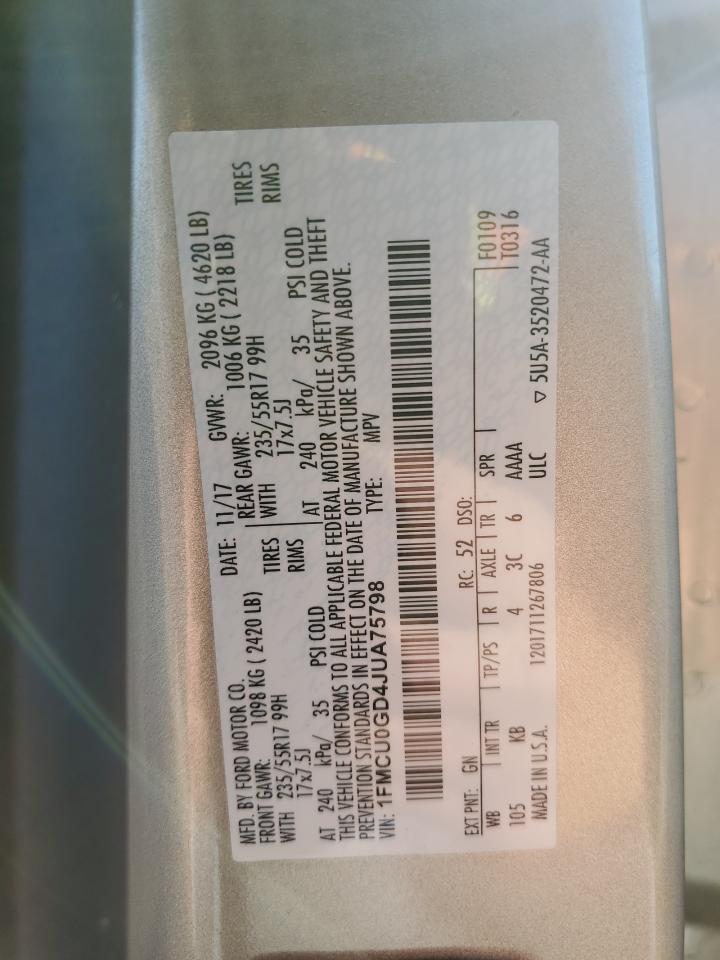 MFD. BY FORD MOTOR CO.
DATE: 11/17 GVWR: 2096 KG ( 4620 LB)
FRONT GAWR: 1098 KG ( 2420 LB) REAR GAWR: 1006 KG ( 2218 LB)
WITH 235/55R17 99H TIRES WITH 235/55R17 99H TIRES
17x7.5J RIMS 17x7.5J RIMS
AT 240 kPa/ 35 PSI COLD AT 240 kPa/ 35 PSI COLD
THIS VEHICLE CONFORMS TO ALL APPLICABLE FEDERAL MOTOR VEHICLE SAFETY AND THEFT
PREVENTION STANDARDS IN EFFECT ON THE DATE OF MANUFACTURE SHOWN ABOVE.
VIN: 1FMCU0GD4JUA75798 TYPE: MPV
EXT PNT: GN RC: 52 DSO:
WB INT TR TP/PS R AXLE TR SPR F0109
105 KB 4 3C 6 AAAA T0316
MADE IN U.S.A. 1201711267806 ULC ▽ 5U5A-3520472-AA